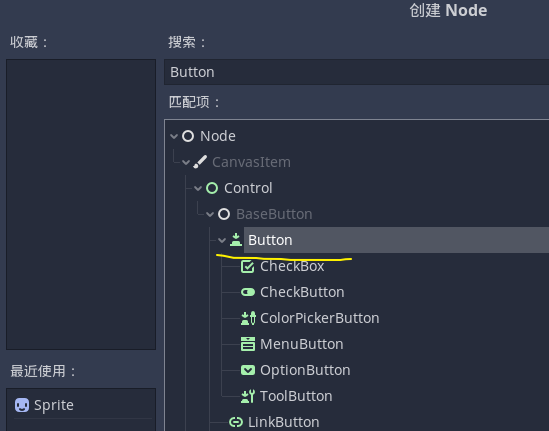 创建 Node
收藏：
搜索：
Button
匹配项：
Node
CanvasItem
Control
BaseButton
Button
CheckBox
CheckButton
ColorPickerButton
MenuButton
OptionButton
ToolButton
LinkButton
最近使用：
Sprite